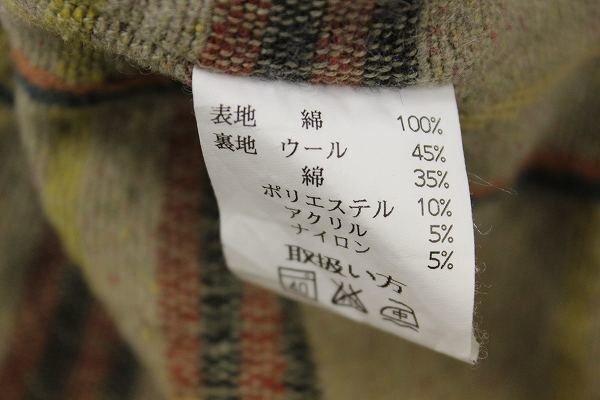 表地 綿 100%
裏地 ウール 45%
綿 35%
ポリエステル 10%
アクリル 5%
ナイロン 5%
取扱い方
40 中